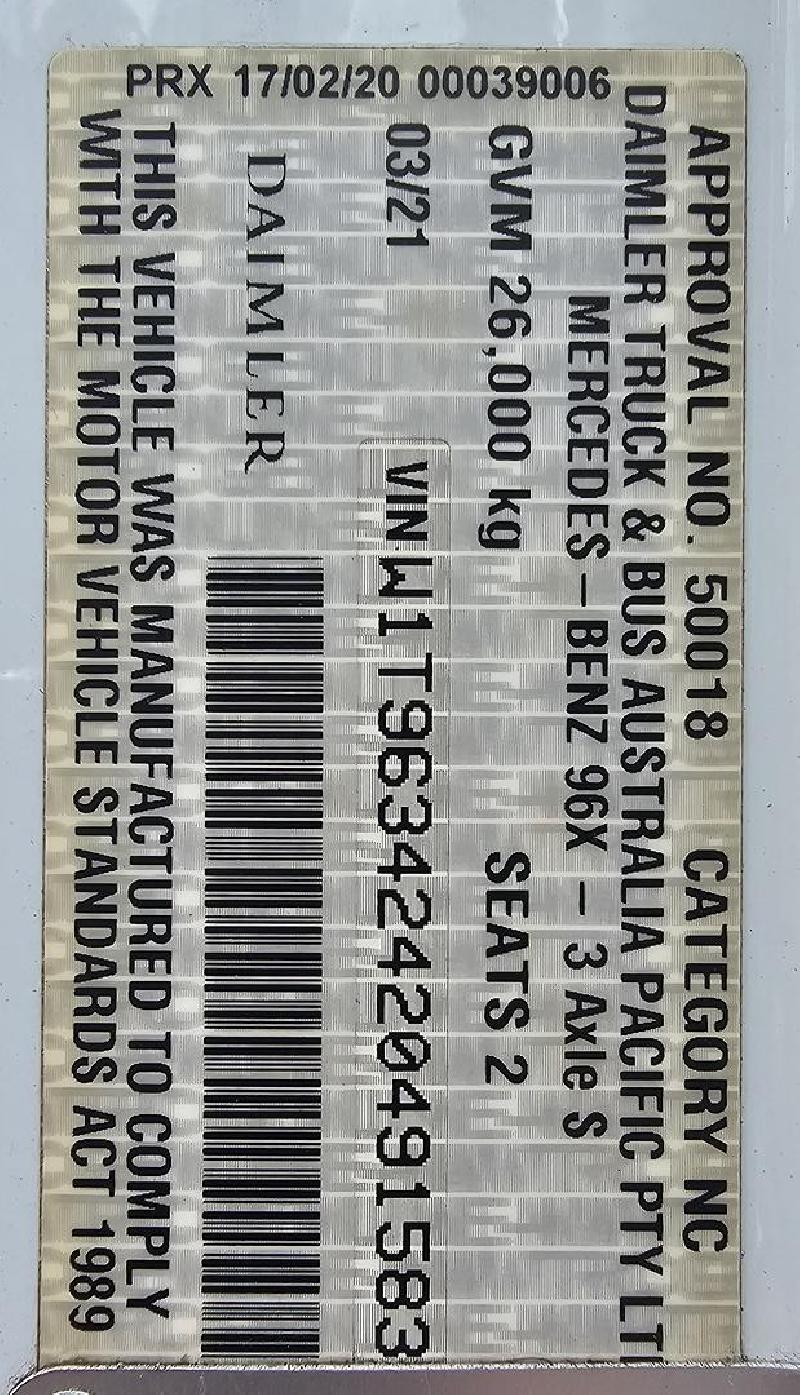 PRX 17/02/20 00039006
APPROVAL NO. 50018 CATEGORY NC
DAIMLER TRUCK & BUS AUSTRALIA PACIFIC PTY LT
MERCEDES-BENZ 96X - 3 Axle S
GVM 26,000 kg SEATS 2
03/21 VIN W1T96342420491583
DAIMLER
THIS VEHICLE WAS MANUFACTURED TO COMPLY
WITH THE MOTOR VEHICLE STANDARDS ACT 1989